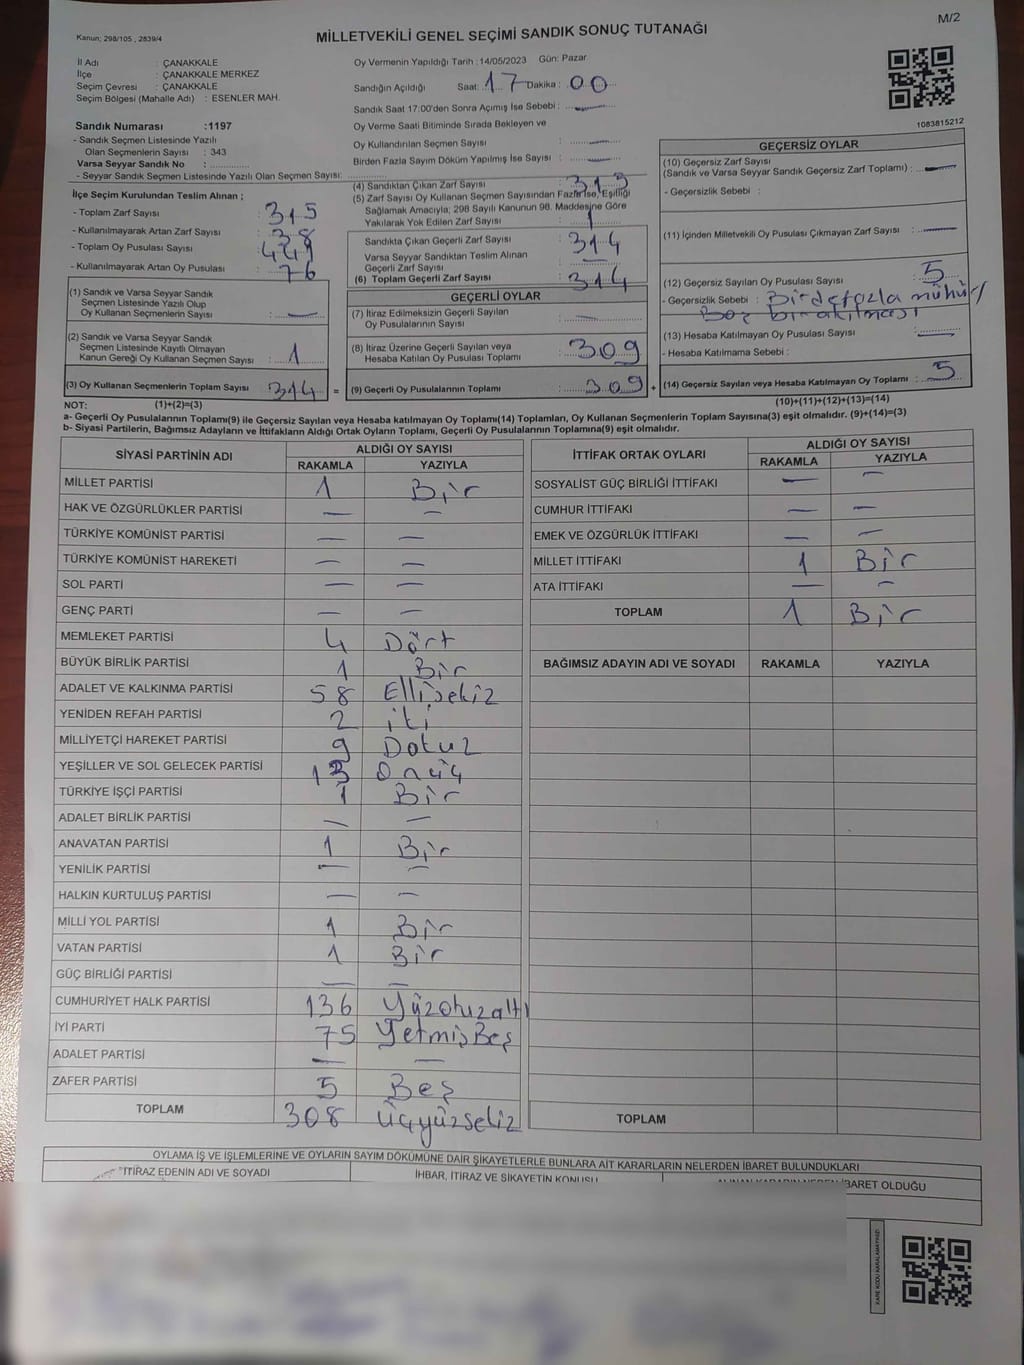 M/2
Kanun; 298/105 , 2839/4
MİLLETVEKİLİ GENEL SEÇİMİ SANDIK SONUÇ TUTANAĞI
İl Adı : ÇANAKKALE
İlçe : ÇANAKKALE MERKEZ
Seçim Çevresi : ÇANAKKALE
Seçim Bölgesi (Mahalle Adı) : ESENLER MAH.
Oy Vermenin Yapıldığı Tarih : 14/05/2023 Gün: Pazar
Sandığın Açıldığı Saat: 17 Dakika : 00
Sandık Saat 17:00'den Sonra Açımış İse Sebebi : —
Oy Verme Saati Bitiminde Sırada Bekleyen ve
Oy Kullandırılan Seçmen Sayısı : —
Birden Fazla Sayım Döküm Yapılmış İse Sayısı : —
1083815212
Sandık Numarası :1197
- Sandık Seçmen Listesinde Yazılı
Olan Seçmenlerin Sayısı : 343
Varsa Seyyar Sandık No :
- Seyyar Sandık Seçmen Listesinde Yazılı Olan Seçmen Sayısı:
İlçe Seçim Kurulundan Teslim Alınan ;
- Toplam Zarf Sayısı : 315
- Kullanılmayarak Artan Zarf Sayısı : 38
- Toplam Oy Pusulası Sayısı : 449
- Kullanılmayarak Artan Oy Pusulası : 76
(1) Sandık ve Varsa Seyyar Sandık
Seçmen Listesinde Yazılı Olup
Oy Kullanan Seçmenlerin Sayısı : —
(2) Sandık ve Varsa Seyyar Sandık
Seçmen Listesinde Kayıtlı Olmayan
Kanun Gereği Oy Kullanan Seçmen Sayısı : 1
(3) Oy Kullanan Seçmenlerin Toplam Sayısı : 314 =
(4) Sandıktan Çıkan Zarf Sayısı : 313
(5) Zarf Sayısı Oy Kullanan Seçmen Sayısından Fazla İse, Eşitliği
Sağlamak Amacıyla; 298 Sayılı Kanunun 98. Maddesine Göre
Yakılarak Yok Edilen Zarf Sayısı : 1
Sandıkta Çıkan Geçerli Zarf Sayısı : 314
Varsa Seyyar Sandıktan Teslim Alınan
Geçerli Zarf Sayısı : —
(6) Toplam Geçerli Zarf Sayısı : 314
GEÇERLİ OYLAR
(7) İtiraz Edilmeksizin Geçerli Sayılan
Oy Pusulalarının Sayısı : —
(8) İtiraz Üzerine Geçerli Sayılan veya
Hesaba Katılan Oy Pusulası Toplamı : 309
(9) Geçerli Oy Pusulalarının Toplamı : 309 +
GEÇERSİZ OYLAR
(10) Geçersiz Zarf Sayısı
(Sandık ve Varsa Seyyar Sandık Geçersiz Zarf Toplamı) : —
- Geçersizlik Sebebi :
(11) İçinden Milletvekili Oy Pusulası Çıkmayan Zarf Sayısı : —
(12) Geçersiz Sayılan Oy Pusulası Sayısı : 5
- Geçersizlik Sebebi : Birdefazla mühür
Boş bırakılması
(13) Hesaba Katılmayan Oy Pusulası Sayısı : —
- Hesaba Katılmama Sebebi :
(14) Geçersiz Sayılan veya Hesaba Katılmayan Oy Toplamı : 5
NOT: (1)+(2)=(3) (10)+(11)+(12)+(13)=(14)
a- Geçerli Oy Pusulalarının Toplamı(9) ile Geçersiz Sayılan veya Hesaba katılmayan Oy Toplamı(14) Toplamları, Oy Kullanan Seçmenlerin Toplam Sayısına(3) eşit olmalıdır. (9)+(14)=(3)
b- Siyasi Partilerin, Bağımsız Adayların ve İttifakların Aldığı Ortak Oyların Toplamı, Geçerli Oy Pusulalarının Toplamına(9) eşit olmalıdır.
SİYASİ PARTİNİN ADI ALDIĞI OY SAYISI
RAKAMLA YAZIYLA
MİLLET PARTİSİ 1 Bir
HAK VE ÖZGÜRLÜKLER PARTİSİ — —
TÜRKİYE KOMÜNİST PARTİSİ — —
TÜRKİYE KOMÜNİST HAREKETİ — —
SOL PARTİ — —
GENÇ PARTİ — —
MEMLEKET PARTİSİ 4 Dört
BÜYÜK BİRLİK PARTİSİ 1 Bir
ADALET VE KALKINMA PARTİSİ 58 Ellisekiz
YENİDEN REFAH PARTİSİ 2 iki
MİLLİYETÇİ HAREKET PARTİSİ 9 Dokuz
YEŞİLLER VE SOL GELECEK PARTİSİ 13 Onüç
TÜRKİYE İŞÇİ PARTİSİ 1 Bir
ADALET BİRLİK PARTİSİ — —
ANAVATAN PARTİSİ 1 Bir
YENİLİK PARTİSİ — —
HALKIN KURTULUŞ PARTİSİ — —
MİLLİ YOL PARTİSİ 1 Bir
VATAN PARTİSİ 1 Bir
GÜÇ BİRLİĞİ PARTİSİ — —
CUMHURİYET HALK PARTİSİ 136 Yüzotuzaltı
İYİ PARTİ 75 YetmişBeş
ADALET PARTİSİ — —
ZAFER PARTİSİ 5 Beş
TOPLAM 308 Üçyüzsekiz
İTTİFAK ORTAK OYLARI ALDIĞI OY SAYISI
RAKAMLA YAZIYLA
SOSYALİST GÜÇ BİRLİĞİ İTTİFAKI — —
CUMHUR İTTİFAKI — —
EMEK VE ÖZGÜRLÜK İTTİFAKI — —
MİLLET İTTİFAKI 1 Bir
ATA İTTİFAKI — —
TOPLAM 1 Bir
BAĞIMSIZ ADAYIN ADI VE SOYADI RAKAMLA YAZIYLA
TOPLAM
OYLAMA İŞ VE İŞLEMLERİNE VE OYLARIN SAYIM DÖKÜMÜNE DAİR ŞİKAYETLERLE BUNLARA AİT KARARLARIN NELERDEN İBARET BULUNDUKLARI
İTİRAZ EDENİN ADI VE SOYADI
İHBAR, İTİRAZ VE ŞİKAYETİN KONUSU
ALINAN KARARIN NEDEN İBARET OLDUĞU
KARE KODU KARALAMAYINIZ!